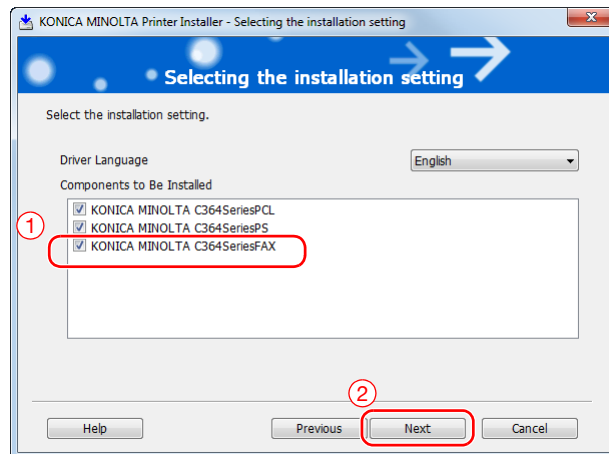 KONICA MINOLTA Printer Installer - Selecting the installation setting
x
Selecting the installation setting
Select the installation setting.
Driver Language English
Components to Be Installed
KONICA MINOLTA C364SeriesPCL
KONICA MINOLTA C364SeriesPS
1
KONICA MINOLTA C364SeriesFAX
2
Help Previous Next Cancel